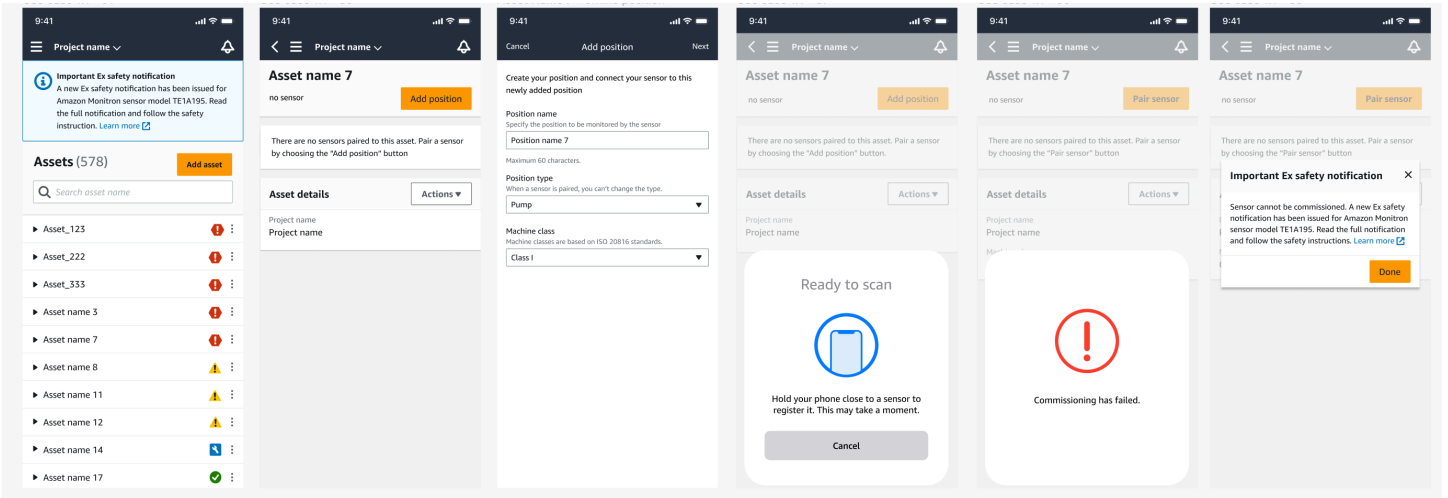 9:41
Project name
Important Ex safety notification
A new Ex safety notification has been issued for
Amazon Monitron sensor model TE1A195. Read
the full notification and follow the safety
instruction. Learn more
Assets (578)
Add asset
Search asset name
Asset_123
Asset_222
Asset_333
Asset name 3
Asset name 7
Asset name 8
Asset name 11
Asset name 12
Asset name 14
Asset name 17
9:41
Project name
Asset name 7
no sensor
Add position
There are no sensors paired to this asset. Pair a sensor
by choosing the “Add position” button
Asset details
Actions
Project name
Project name
9:41
Cancel
Add position
Next
Create your position and connect your sensor to this
newly added position
Position name
Specify the position to be monitored by the sensor
Position name 7
Maximum 60 characters.
Position type
When a sensor is paired, you can't change the type.
Pump
Machine class
Machine classes are based on ISO 20816 standards.
Class I
9:41
Project name
Asset name 7
no sensor
Add position
There are no sensors paired to this asset. Pair a sensor
by choosing the “Add position” button.
Asset details
Actions
Project name
Project name
Ready to scan
Hold your phone close to a sensor to
register it. This may take a moment.
Cancel
9:41
Project name
Asset name 7
no sensor
Pair sensor
There are no sensors paired to this asset. Pair a sensor
by choosing the “Pair sensor” button
Asset details
Actions
Project name
Project name
Commissioning has failed.
9:41
Project name
Asset name 7
no sensor
Pair sensor
There are no sensors paired to this asset. Pair a sensor
by choosing the “Pair sensor” button
Important Ex safety notification
Sensor cannot be commissioned. A new Ex safety
notification has been issued for Amazon Monitron
sensor model TE1A195. Read the full notification
and follow the safety instructions. Learn more
Done